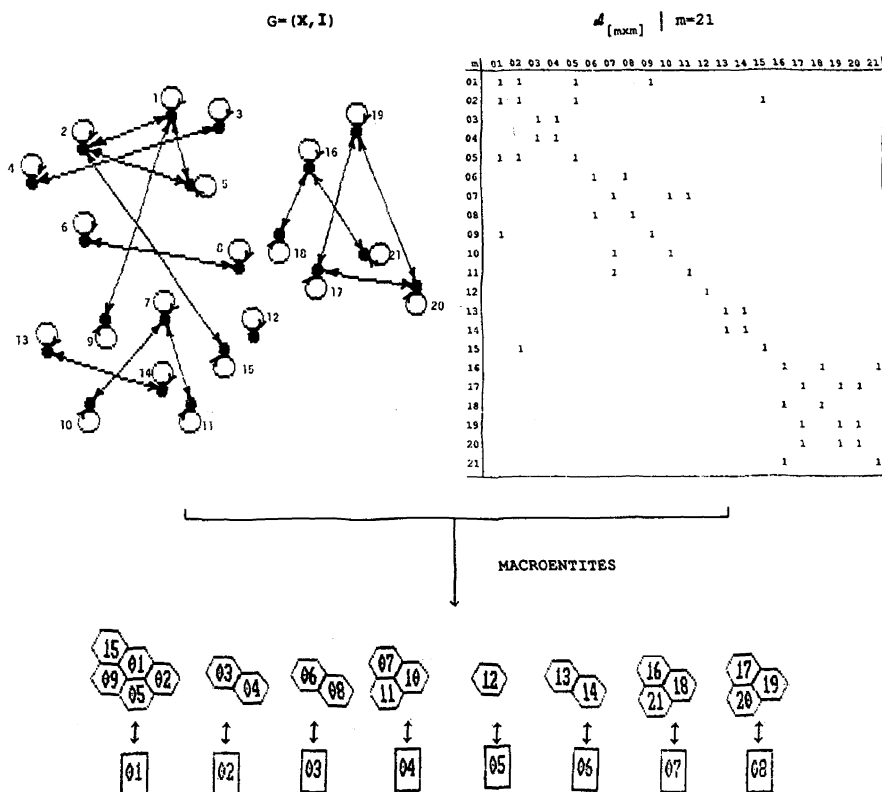 G=(X,I)
𝒜[mxm] | m=21
1
2
3
4
5
6
8
7
9
12
13
14
15
10
11
19
16
18
21
17
20
m 01 02 03 04 05 06 07 08 09 10 11 12 13 14 15 16 17 18 19 20 21
01 1 1 1 1
02 1 1 1 1
03 1 1
04 1 1
05 1 1 1
06 1 1
07 1 1 1
08 1 1
09 1 1
10 1 1
11 1 1
12 1
13 1 1
14 1 1
15 1 1
16 1 1 1
17 1 1 1
18 1 1
19 1 1 1
20 1 1 1
21 1 1
MACROENTITES
15 01 09 02 05
03 04
06 08
07 10 11
12
13 14
16 18 21
17 19 20
01 02 03 04 05 06 07 08